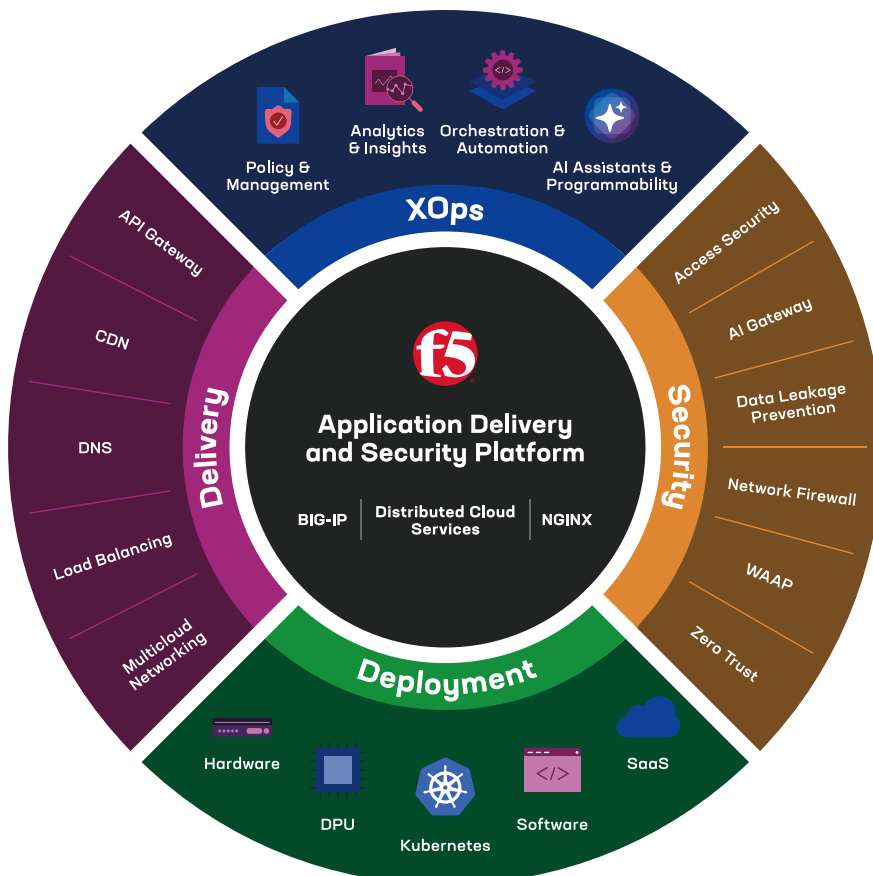 Policy &
Management
Analytics
& Insights
Orchestration &
Automation
</>
AI Assistants &
Programmability
XOps
API Gateway
CDN
DNS
Load Balancing
Multicloud
Networking
Delivery
f5
Application Delivery
and Security Platform
BIG-IP
Distributed Cloud
Services
NGINX
Security
Access Security
AI Gateway
Data Leakage
Prevention
Network Firewall
WAAP
Zero Trust
Deployment
Hardware
DPU
Kubernetes
</>
Software
SaaS